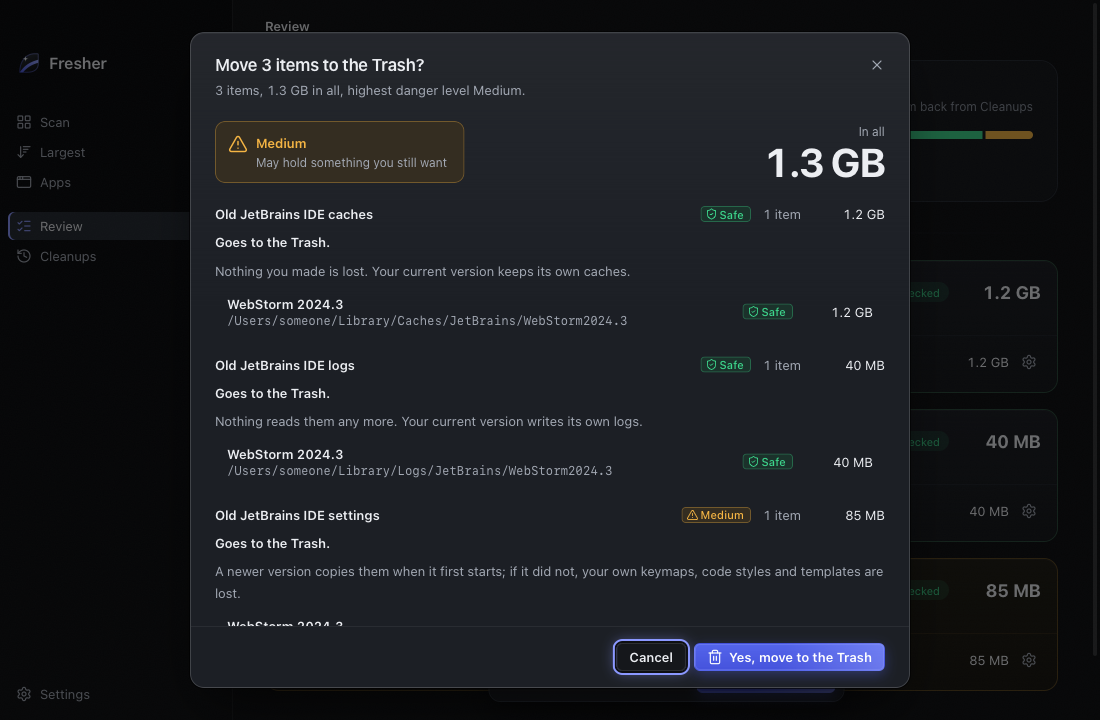 Review
Fresher
Scan
Largest
Apps
Review
Cleanups
Settings
Move 3 items to the Trash?
3 items, 1.3 GB in all, highest danger level Medium.
Medium
May hold something you still want
In all
1.3 GB
Old JetBrains IDE caches
Safe
1 item
1.2 GB
Goes to the Trash.
Nothing you made is lost. Your current version keeps its own caches.
WebStorm 2024.3
/Users/someone/Library/Caches/JetBrains/WebStorm2024.3
Safe
1.2 GB
Old JetBrains IDE logs
Safe
1 item
40 MB
Goes to the Trash.
Nothing reads them any more. Your current version writes its own logs.
WebStorm 2024.3
/Users/someone/Library/Logs/JetBrains/WebStorm2024.3
Safe
40 MB
Old JetBrains IDE settings
Medium
1 item
85 MB
Goes to the Trash.
A newer version copies them when it first starts; if it did not, your own keymaps, code styles and templates are
lost.
WebStorm 2024.3
Cancel
Yes, move to the Trash
back from Cleanups
1.2 GB
1.2 GB
40 MB
40 MB
85 MB
85 MB